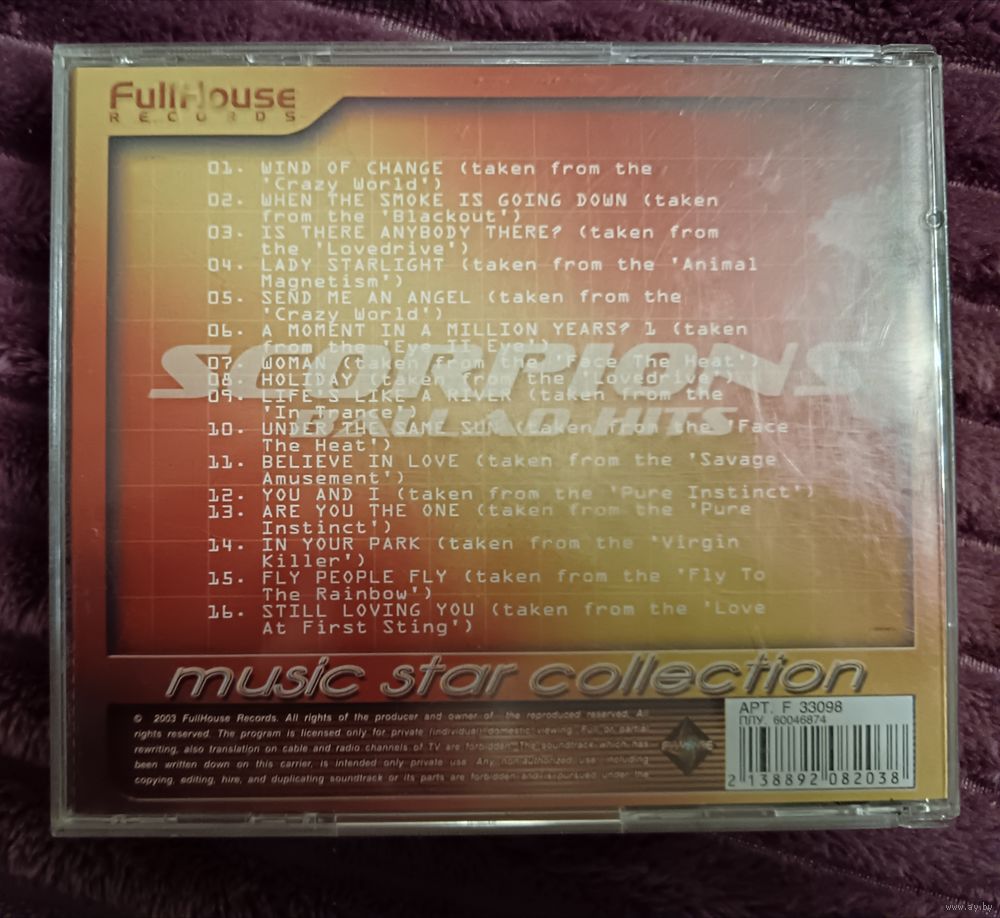 FullHouse
RECORDS
01. WIND OF CHANGE (taken from the
'Crazy World')
02. WHEN THE SMOKE IS GOING DOWN (taken
from the 'Blackout')
03. IS THERE ANYBODY THERE? (taken from
the 'Lovedrive')
04. LADY STARLIGHT (taken from the 'Animal
Magnetism')
05. SEND ME AN ANGEL (taken from the
'Crazy World')
06. A MOMENT IN A MILLION YEARS? 1 (taken
from the 'Eye II Eye')
07. WOMAN (taken from the 'Face The Heat')
08. HOLIDAY (taken from the 'Lovedrive')
09. LIFE'S LIKE A RIVER (taken from the
'In Trance')
10. UNDER THE SAME SUN (taken from the 'Face
The Heat')
11. BELIEVE IN LOVE (taken from the 'Savage
Amusement')
12. YOU AND I (taken from the 'Pure Instinct')
13. ARE YOU THE ONE (taken from the 'Pure
Instinct')
14. IN YOUR PARK (taken from the 'Virgin
Killer')
15. FLY PEOPLE FLY (taken from the 'Fly To
The Rainbow')
16. STILL LOVING YOU (taken from the 'Love
At First Sting')
SCORPIONS
BALLAD HITS
music star collection
© 2003 FullHouse Records. All rights of the producer and owner of the reproduced reserved. All
rights reserved. The program is licensed only for private (individual) domestic viewing. Full or partial
rewriting, also translation on cable and radio channels of TV are forbidden. The soundtrack which has
been written down on this carrier, is intended only private use. Any non-authorized use including
copying, editing, hire, and duplicating soundtrack or its parts are forbidden and is pursued under the
АРТ. F 33098
ПЛУ. 60046874
2 138892 082038
www.ay.by